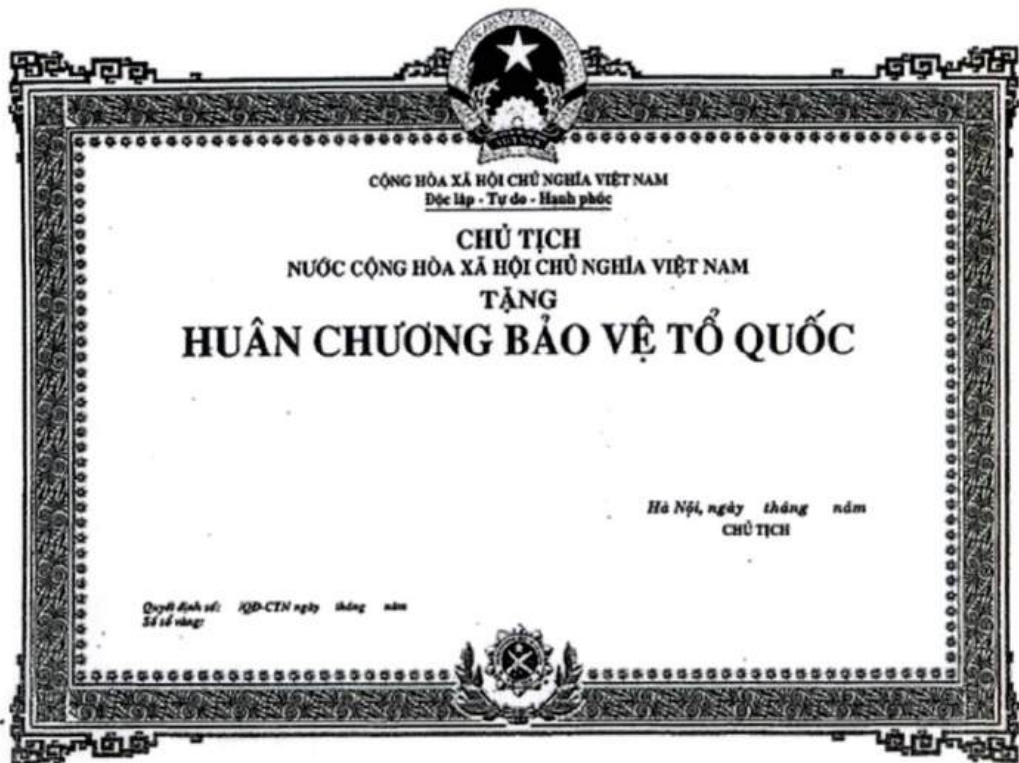 VIỆT NAM
CỘNG HÒA XÃ HỘI CHỦ NGHĨA VIỆT NAM
Độc lập - Tự do - Hạnh phúc
CHỦ TỊCH
NƯỚC CỘNG HÒA XÃ HỘI CHỦ NGHĨA VIỆT NAM
TẶNG
HUÂN CHƯƠNG BẢO VỆ TỔ QUỐC
Hà Nội, ngày tháng năm
CHỦ TỊCH
Quyết định số: /QĐ-CTN ngày tháng năm
Số sổ vàng: